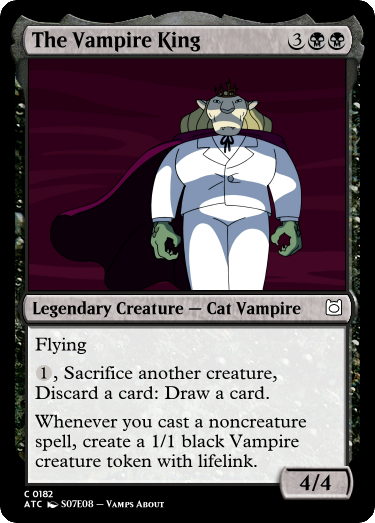 The Vampire King 3
Legendary Creature — Cat Vampire
Flying
1, Sacrifice another creature,
Discard a card: Draw a card.
Whenever you cast a noncreature
spell, create a 1/1 black Vampire
creature token with lifelink.
4/4
C 0182
ATC S07E08 — Vamps About